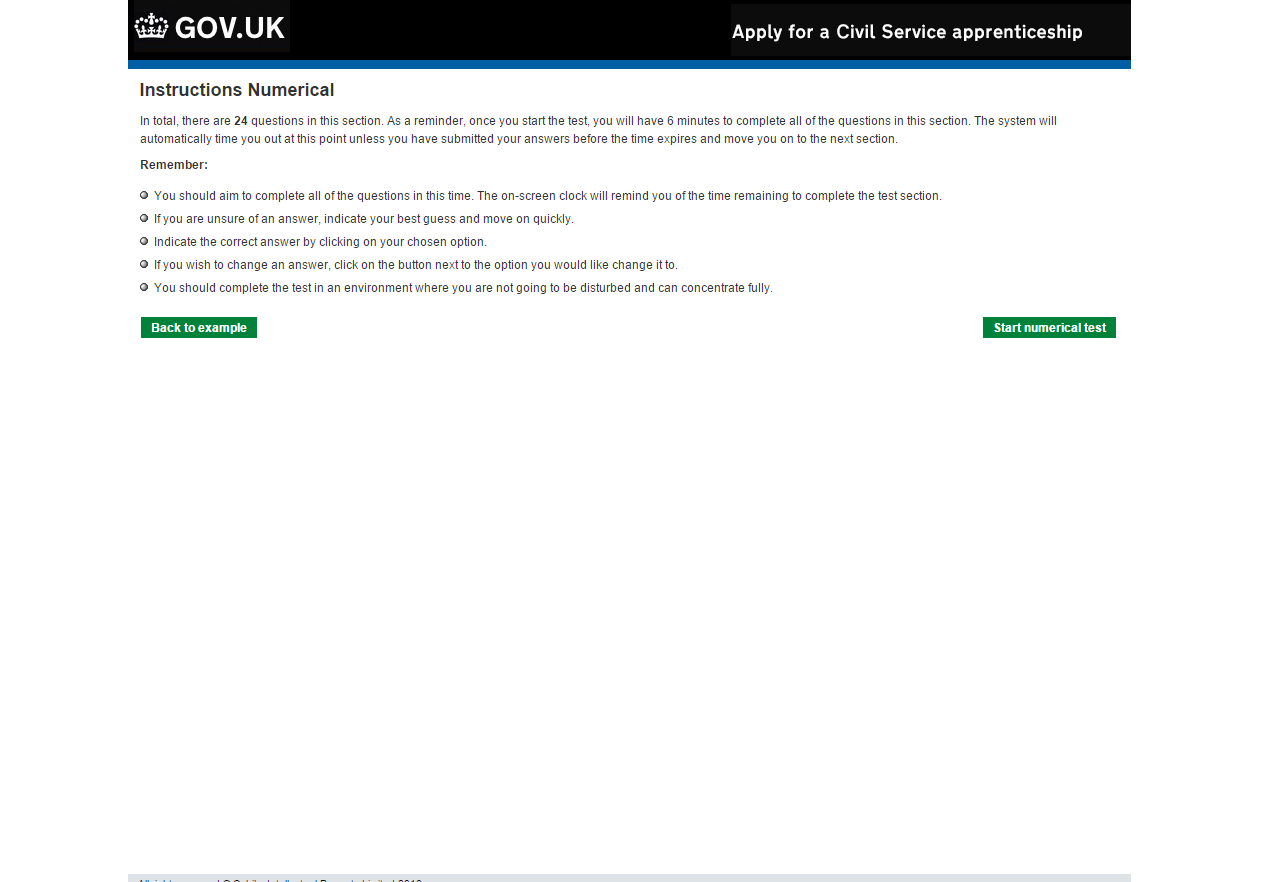 GOV.UK
Apply for a Civil Service apprenticeship
Instructions Numerical
In total, there are 24 questions in this section. As a reminder, once you start the test, you will have 6 minutes to complete all of the questions in this section. The system will
automatically time you out at this point unless you have submitted your answers before the time expires and move you on to the next section.
Remember:
You should aim to complete all of the questions in this time. The on-screen clock will remind you of the time remaining to complete the test section.
If you are unsure of an answer, indicate your best guess and move on quickly.
Indicate the correct answer by clicking on your chosen option.
If you wish to change an answer, click on the button next to the option you would like change it to.
You should complete the test in an environment where you are not going to be disturbed and can concentrate fully.
Back to example
Start numerical test